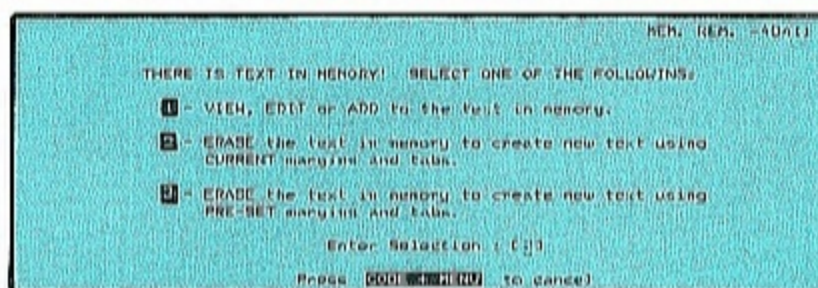 MEM. REM.
THERE IS TEXT IN MEMORY! SELECT ONE OF THE FOLLOWING:
1 - VIEW, EDIT or ADD to the text in memory.
2 - ERASE the text in memory to create new text using
CURRENT margins and tabs.
3 - ERASE the text in memory to create new text using
PRE-SET margins and tabs.
Enter Selection : [ ]
Press CODE + MENU to cancel